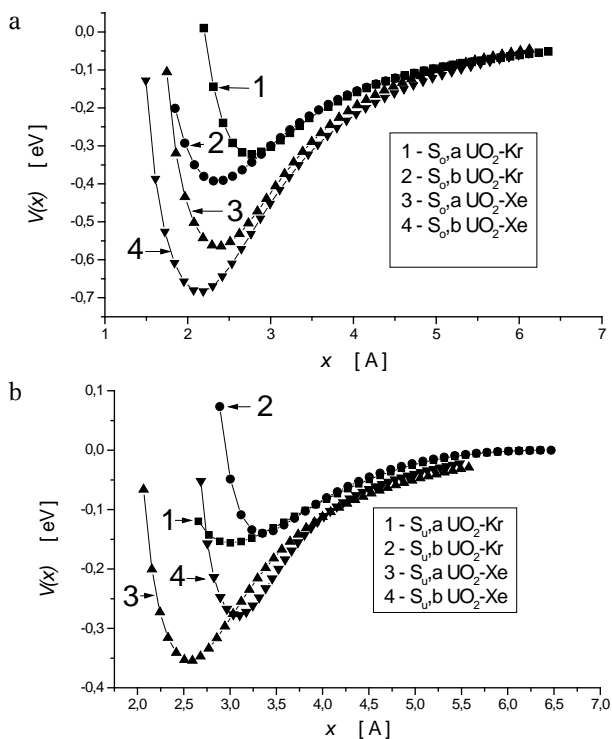 a
0,0
-0,1
-0,2
-0,3
-0,4
-0,5
-0,6
-0,7
V(x) [ eV]
1
2
3
4
1 - Sₒ,a UO₂-Kr
2 - Sₒ,b UO₂-Kr
3 - Sₒ,a UO₂-Xe
4 - Sₒ,b UO₂-Xe
1 2 3 4 5 6 7
x [ A]
b
0,1
0,0
-0,1
-0,2
-0,3
-0,4
V(x) [eV]
2
1
4
3
1 - Sᵤ,a UO₂-Kr
2 - Sᵤ,b UO₂-Kr
3 - Sᵤ,a UO₂-Xe
4 - Sᵤ,b UO₂-Xe
2,0 2,5 3,0 3,5 4,0 4,5 5,0 5,5 6,0 6,5 7,0
x [ A]